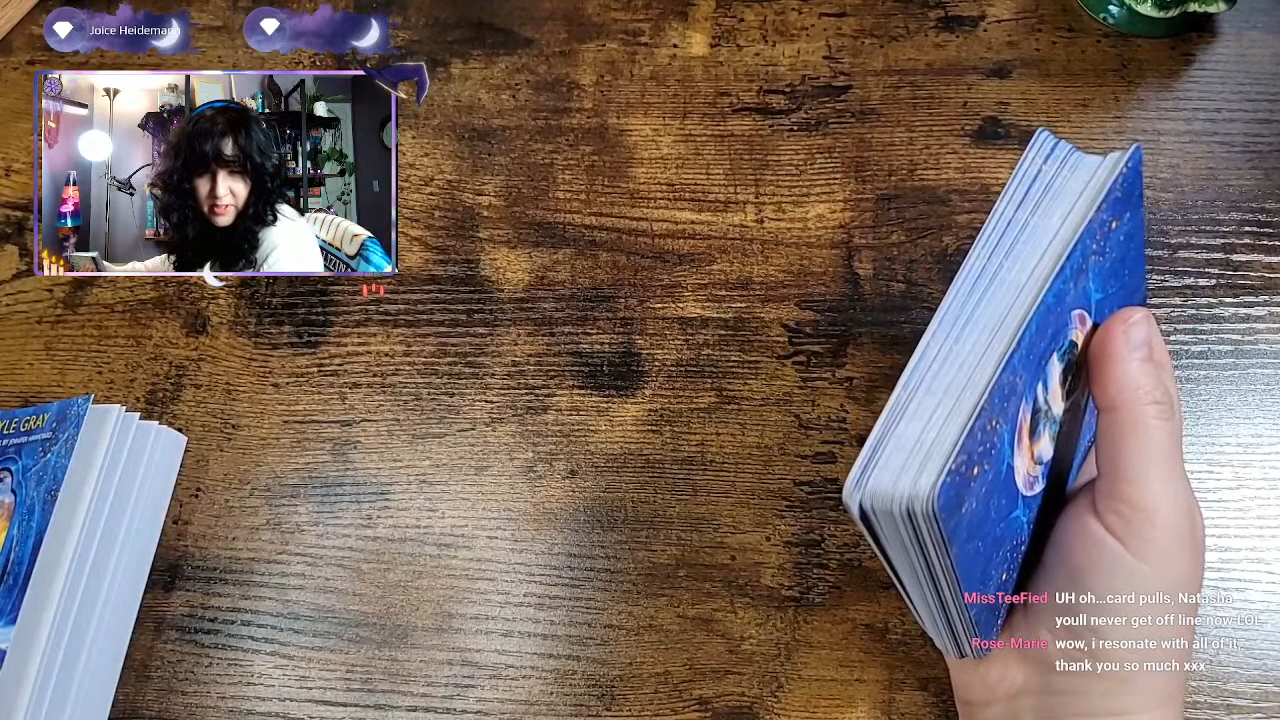 Joice Heidemann
YLE GRAY
MissTeeFied UH oh...card pulls, Natasha
youll never get off line now LOL
Rose-Marie wow, i resonate with all of it,
thank you so much xxx